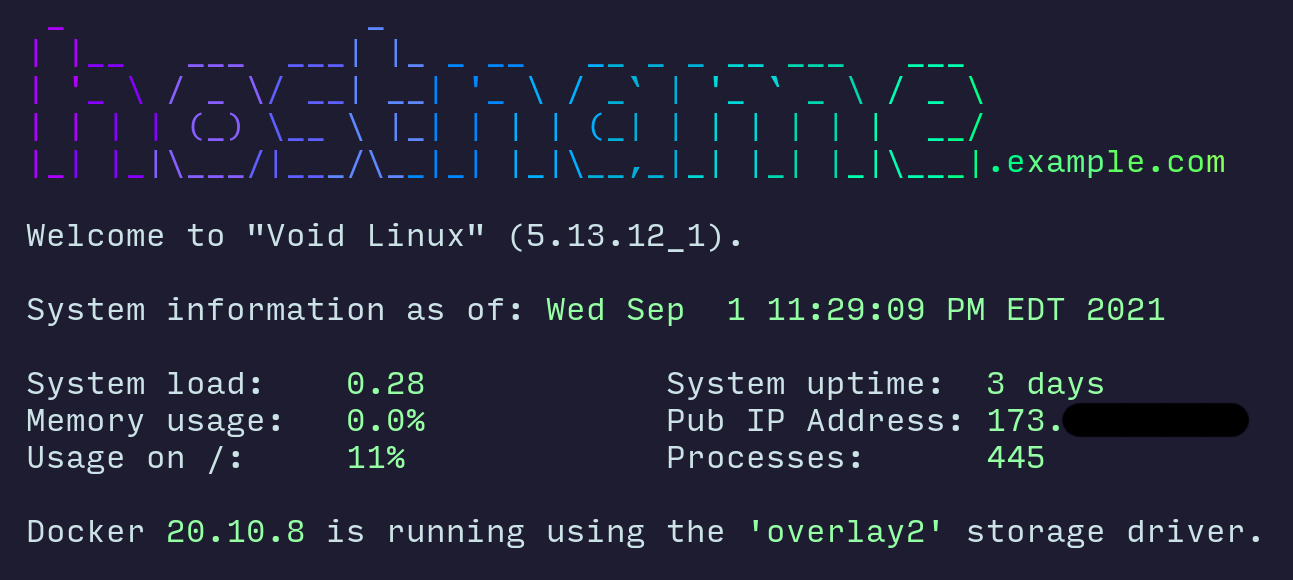 hostname.example.com
Welcome to "Void Linux" (5.13.12_1).
System information as of: Wed Sep  1 11:29:09 PM EDT 2021
System load: 0.28 System uptime: 3 days
Memory usage: 0.0% Pub IP Address: 173.
Usage on /: 11% Processes: 445
Docker 20.10.8 is running using the 'overlay2' storage driver.